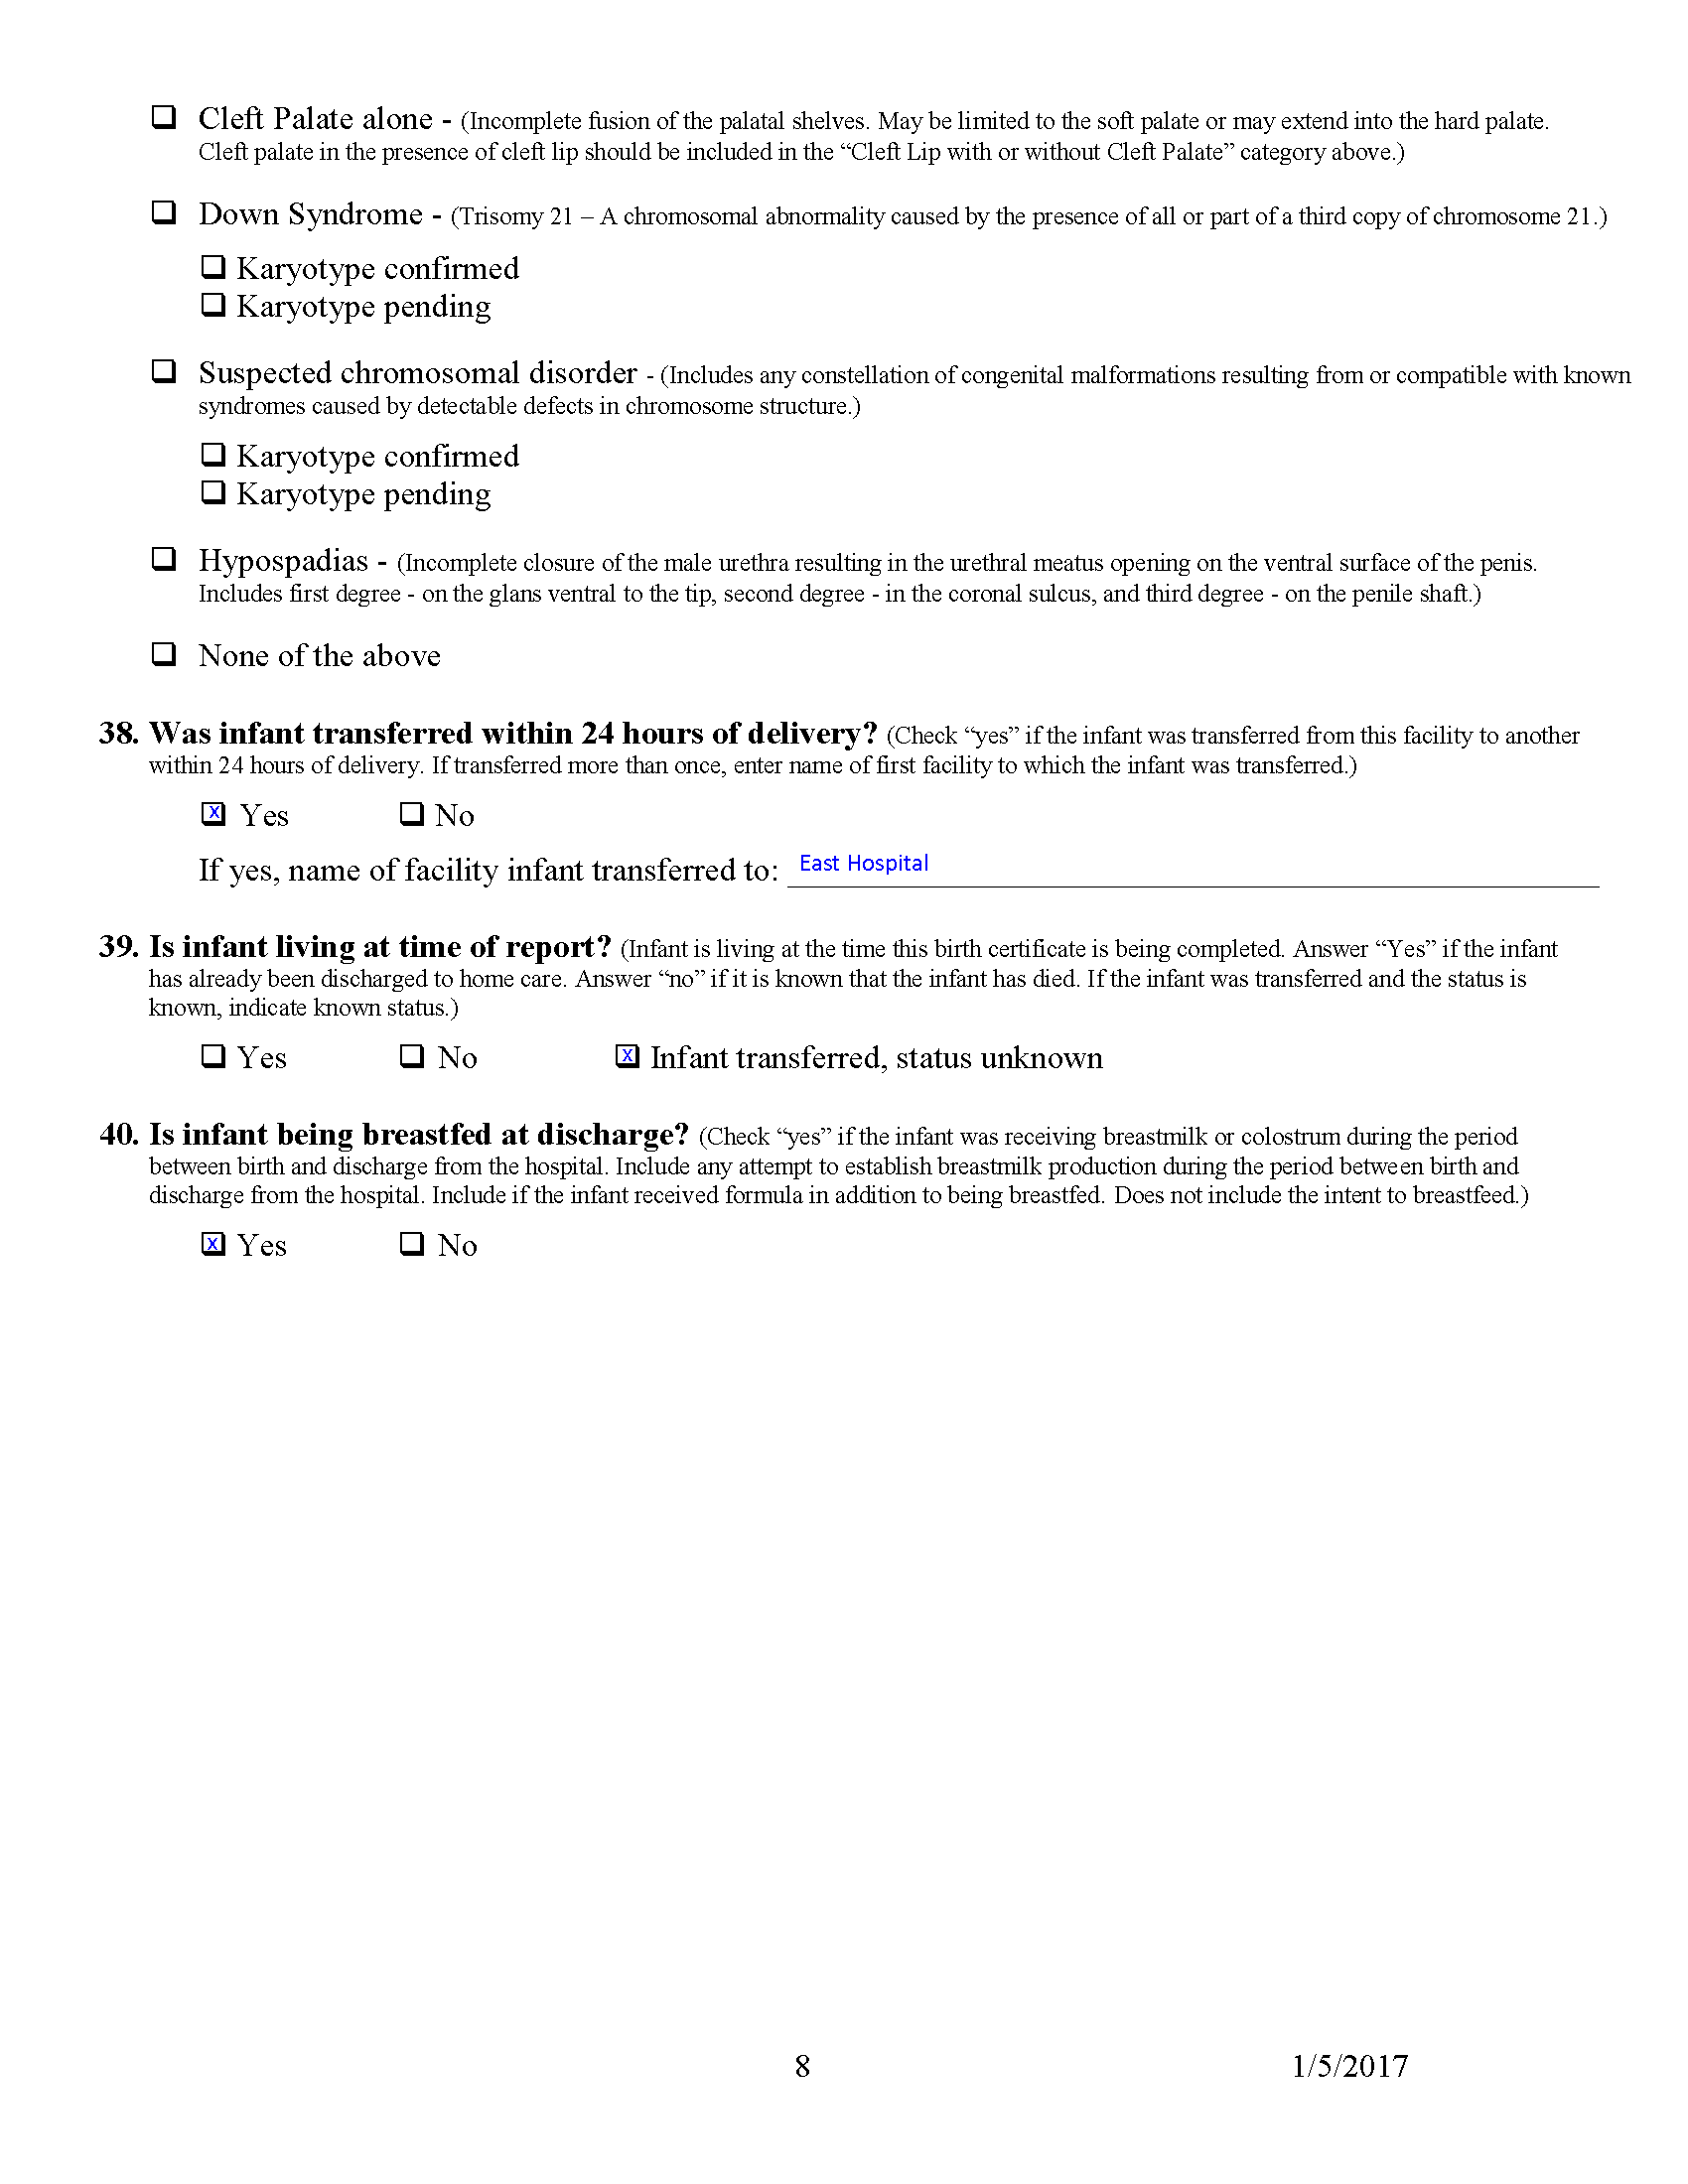 ❑ Cleft Palate alone - (Incomplete fusion of the palatal shelves. May be limited to the soft palate or may extend into the hard palate.
Cleft palate in the presence of cleft lip should be included in the “Cleft Lip with or without Cleft Palate” category above.)
❑ Down Syndrome - (Trisomy 21 – A chromosomal abnormality caused by the presence of all or part of a third copy of chromosome 21.)
❑ Karyotype confirmed
❑ Karyotype pending
❑ Suspected chromosomal disorder - (Includes any constellation of congenital malformations resulting from or compatible with known
syndromes caused by detectable defects in chromosome structure.)
❑ Karyotype confirmed
❑ Karyotype pending
❑ Hypospadias - (Incomplete closure of the male urethra resulting in the urethral meatus opening on the ventral surface of the penis.
Includes first degree - on the glans ventral to the tip, second degree - in the coronal sulcus, and third degree - on the penile shaft.)
❑ None of the above
38. Was infant transferred within 24 hours of delivery? (Check “yes” if the infant was transferred from this facility to another
within 24 hours of delivery. If transferred more than once, enter name of first facility to which the infant was transferred.)
X Yes ❑ No
If yes, name of facility infant transferred to: East Hospital
39. Is infant living at time of report? (Infant is living at the time this birth certificate is being completed. Answer “Yes” if the infant
has already been discharged to home care. Answer “no” if it is known that the infant has died. If the infant was transferred and the status is
known, indicate known status.)
❑ Yes ❑ No X Infant transferred, status unknown
40. Is infant being breastfed at discharge? (Check “yes” if the infant was receiving breastmilk or colostrum during the period
between birth and discharge from the hospital. Include any attempt to establish breastmilk production during the period between birth and
discharge from the hospital. Include if the infant received formula in addition to being breastfed. Does not include the intent to breastfeed.)
X Yes ❑ No
8 1/5/2017